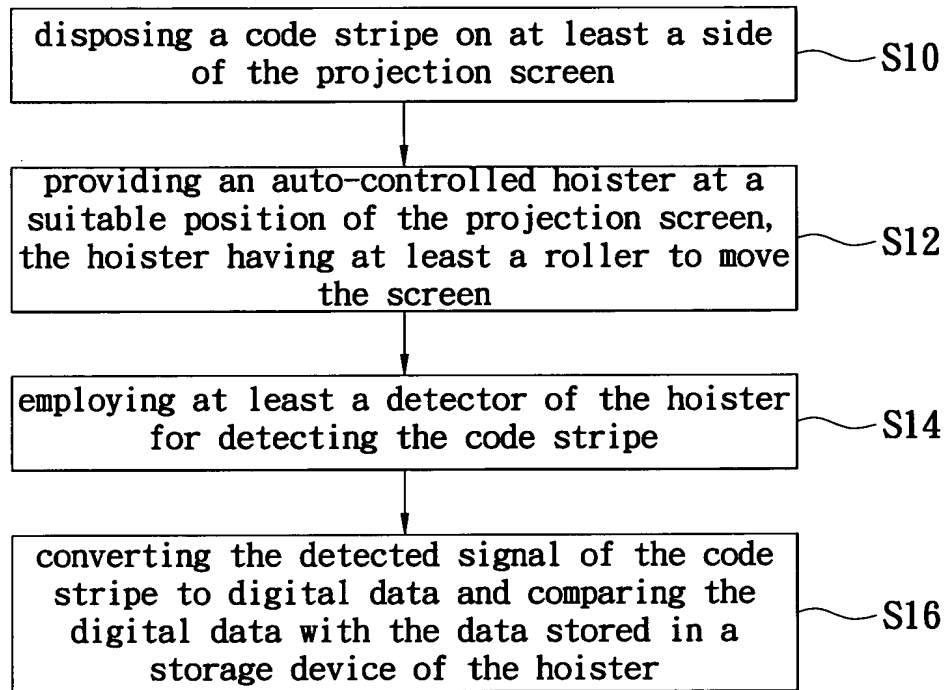 disposing a code stripe on at least a side
of the projection screen
S10
providing an auto-controlled hoister at a
suitable position of the projection screen,
the hoister having at least a roller to move
the screen
S12
employing at least a detector of the hoister
for detecting the code stripe
S14
converting the detected signal of the code
stripe to digital data and comparing the
digital data with the data stored in a
storage device of the hoister
S16